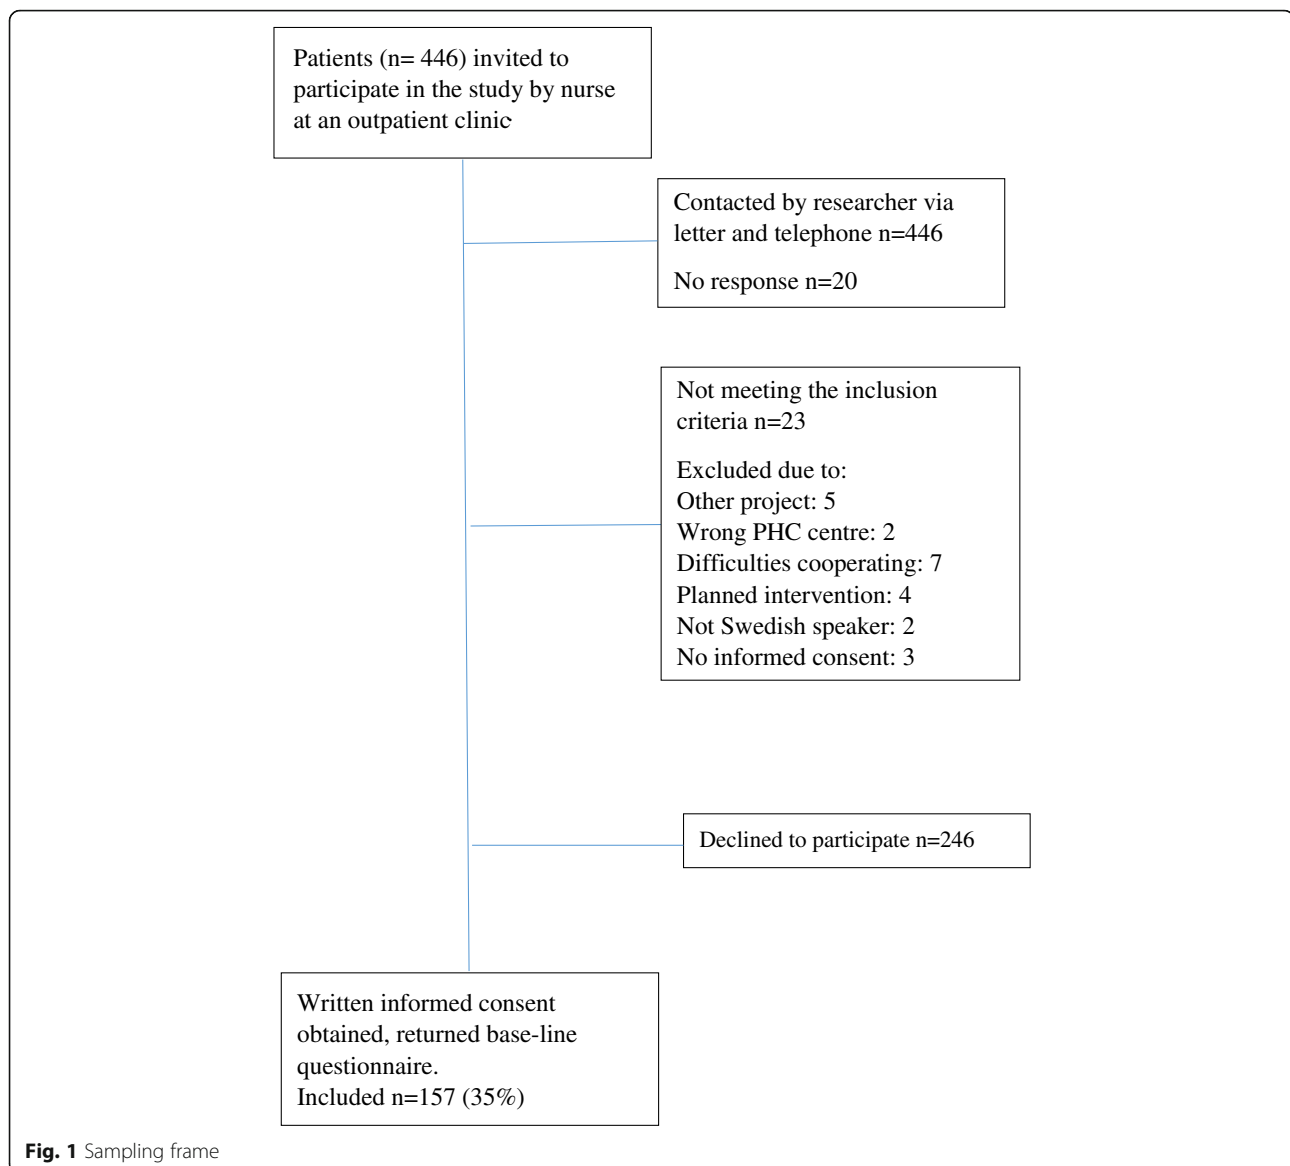 Patients (n= 446) invited to
participate in the study by nurse
at an outpatient clinic
Contacted by researcher via
letter and telephone n=446
No response n=20
Not meeting the inclusion
criteria n=23
Excluded due to:
Other project: 5
Wrong PHC centre: 2
Difficulties cooperating: 7
Planned intervention: 4
Not Swedish speaker: 2
No informed consent: 3
Declined to participate n=246
Written informed consent
obtained, returned base-line
questionnaire.
Included n=157 (35%)
Fig. 1 Sampling frame